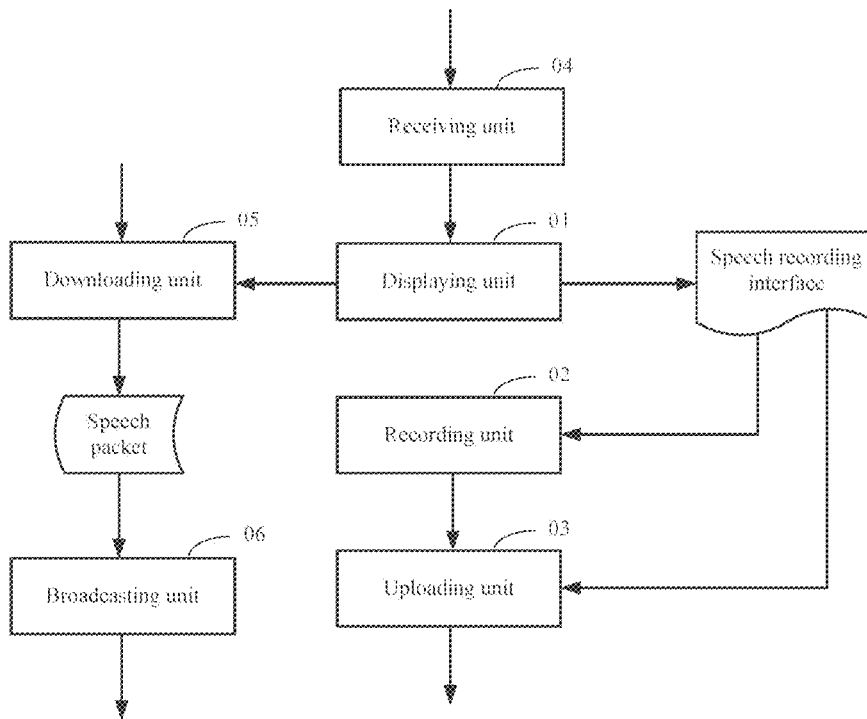 04
Receiving unit
05
01
Downloading unit
Displaying unit
Speech recording
interface
02
Speech
packet
Recording unit
06
03
Broadcasting unit
Uploading unit